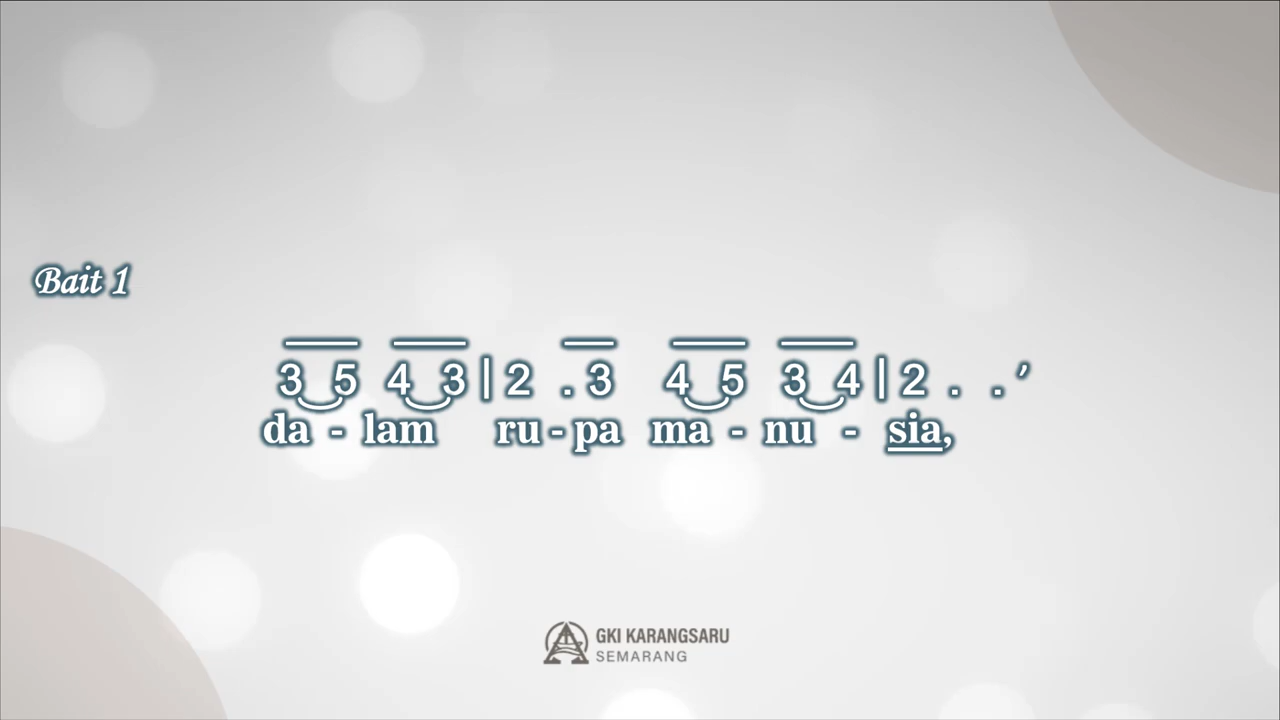 Bait 1
3 5 4 3 | 2 . 3 4 5 3 4 | 2 . . ’
da - lam ru - pa ma - nu - sia,
GKI KARANGSARU
SEMARANG